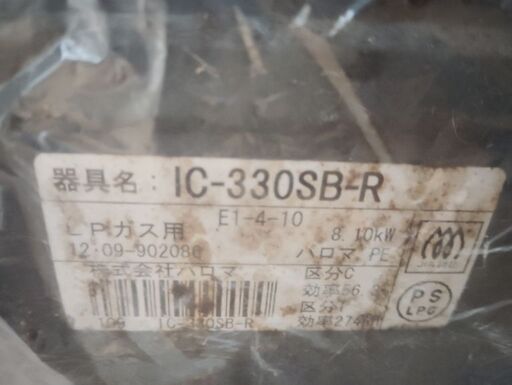 器具名: IC-330SB-R
E1-4-10
LPガス用 8.10kW
12·09-902080 パロマ PE
株式会社パロマ 区分C
効率56
区分
109 IC-330SB-R 効率274
PS
LPG